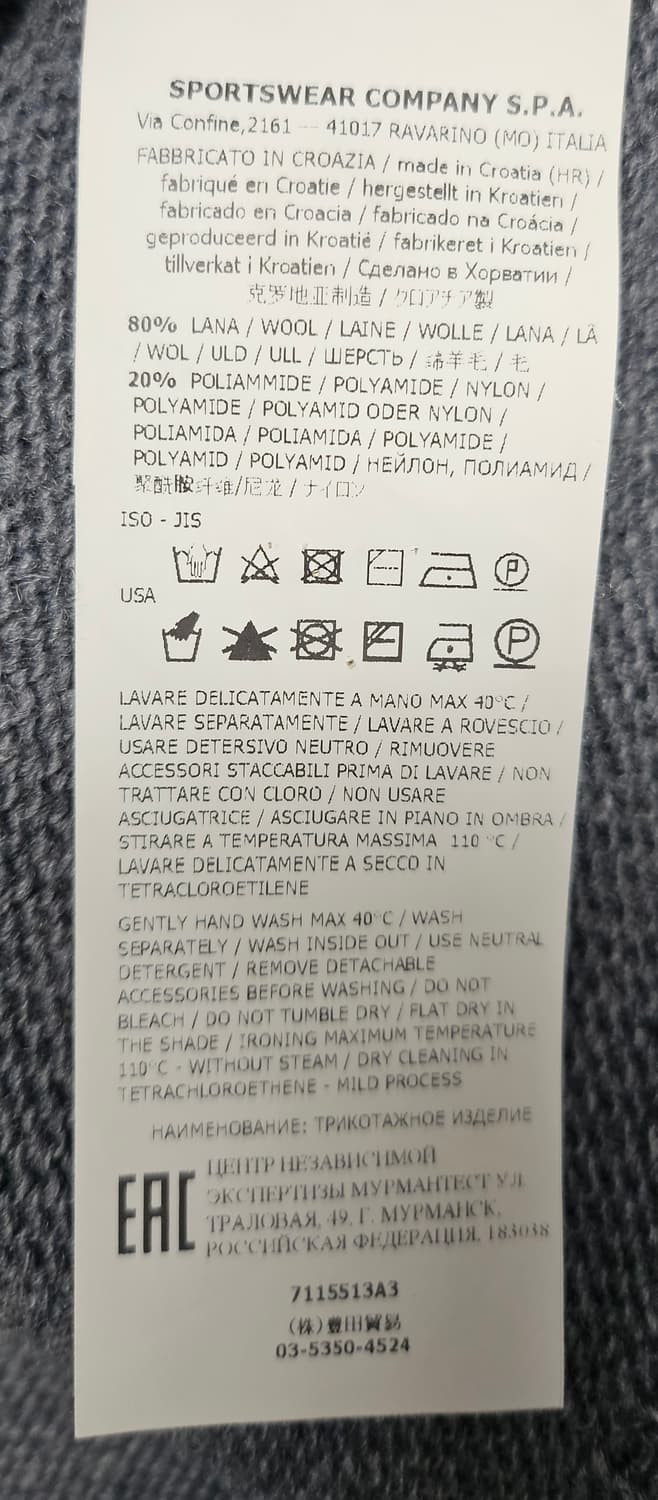 SPORTSWEAR COMPANY S.P.A.
Via Confine,2161 — 41017 RAVARINO (MO) ITALIA
FABBRICATO IN CROAZIA / made in Croatia (HR) /
fabriqué en Croatie / hergestellt in Kroatien /
fabricado en Croacia / fabricado na Croácia /
geproduceerd in Kroatië / fabrikeret i Kroatien /
tillverkat i Kroatien / Сделано в Хорватии /
克罗地亚制造 / クロアチア製
80% LANA / WOOL / LAINE / WOLLE / LANA / LÃ
/ WOL / ULD / ULL / ШЕРСТЬ / 绵羊毛 / 毛
20% POLIAMMIDE / POLYAMIDE / NYLON /
POLYAMIDE / POLYAMID ODER NYLON /
POLIAMIDA / POLIAMIDA / POLYAMIDE /
POLYAMID / POLYAMID / НЕЙЛОН, ПОЛИАМИД /
聚酰胺纤维/尼龙 / ナイロン
ISO - JIS
P
USA
P
LAVARE DELICATAMENTE A MANO MAX 40°C /
LAVARE SEPARATAMENTE / LAVARE A ROVESCIO /
USARE DETERSIVO NEUTRO / RIMUOVERE
ACCESSORI STACCABILI PRIMA DI LAVARE / NON
TRATTARE CON CLORO / NON USARE
ASCIUGATRICE / ASCIUGARE IN PIANO IN OMBRA /
STIRARE A TEMPERATURA MASSIMA 110 °C /
LAVARE DELICATAMENTE A SECCO IN
TETRACLOROETILENE
GENTLY HAND WASH MAX 40°C / WASH
SEPARATELY / WASH INSIDE OUT / USE NEUTRAL
DETERGENT / REMOVE DETACHABLE
ACCESSORIES BEFORE WASHING / DO NOT
BLEACH / DO NOT TUMBLE DRY / FLAT DRY IN
THE SHADE / IRONING MAXIMUM TEMPERATURE
110°C - WITHOUT STEAM / DRY CLEANING IN
TETRACHLOROETHENE - MILD PROCESS
НАИМЕНОВАНИЕ: ТРИКОТАЖНОЕ ИЗДЕЛИЕ
EAC
ЦЕНТР НЕЗАВИСИМОЙ
ЭКСПЕРТИЗЫ МУРМАНТЕСТ УЛ
ТРАЛОВАЯ, 49, Г. МУРМАНСК,
РОССИЙСКАЯ ФЕДЕРАЦИЯ, 183038
7115513A3
(株)豊田貿易
03-5350-4524